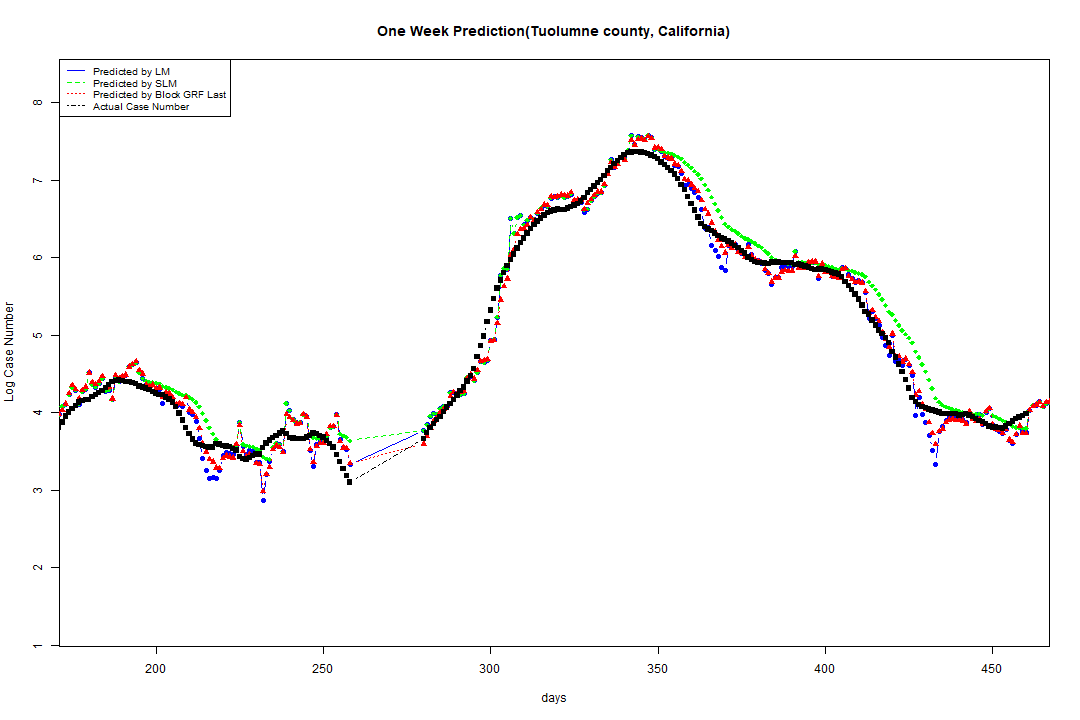 One Week Prediction(Tuolumne county, California)
Predicted by LM
Predicted by SLM
Predicted by Block GRF Last
Actual Case Number
Log Case Number
8
7
6
5
4
3
2
1
200 250 300 350 400 450
days